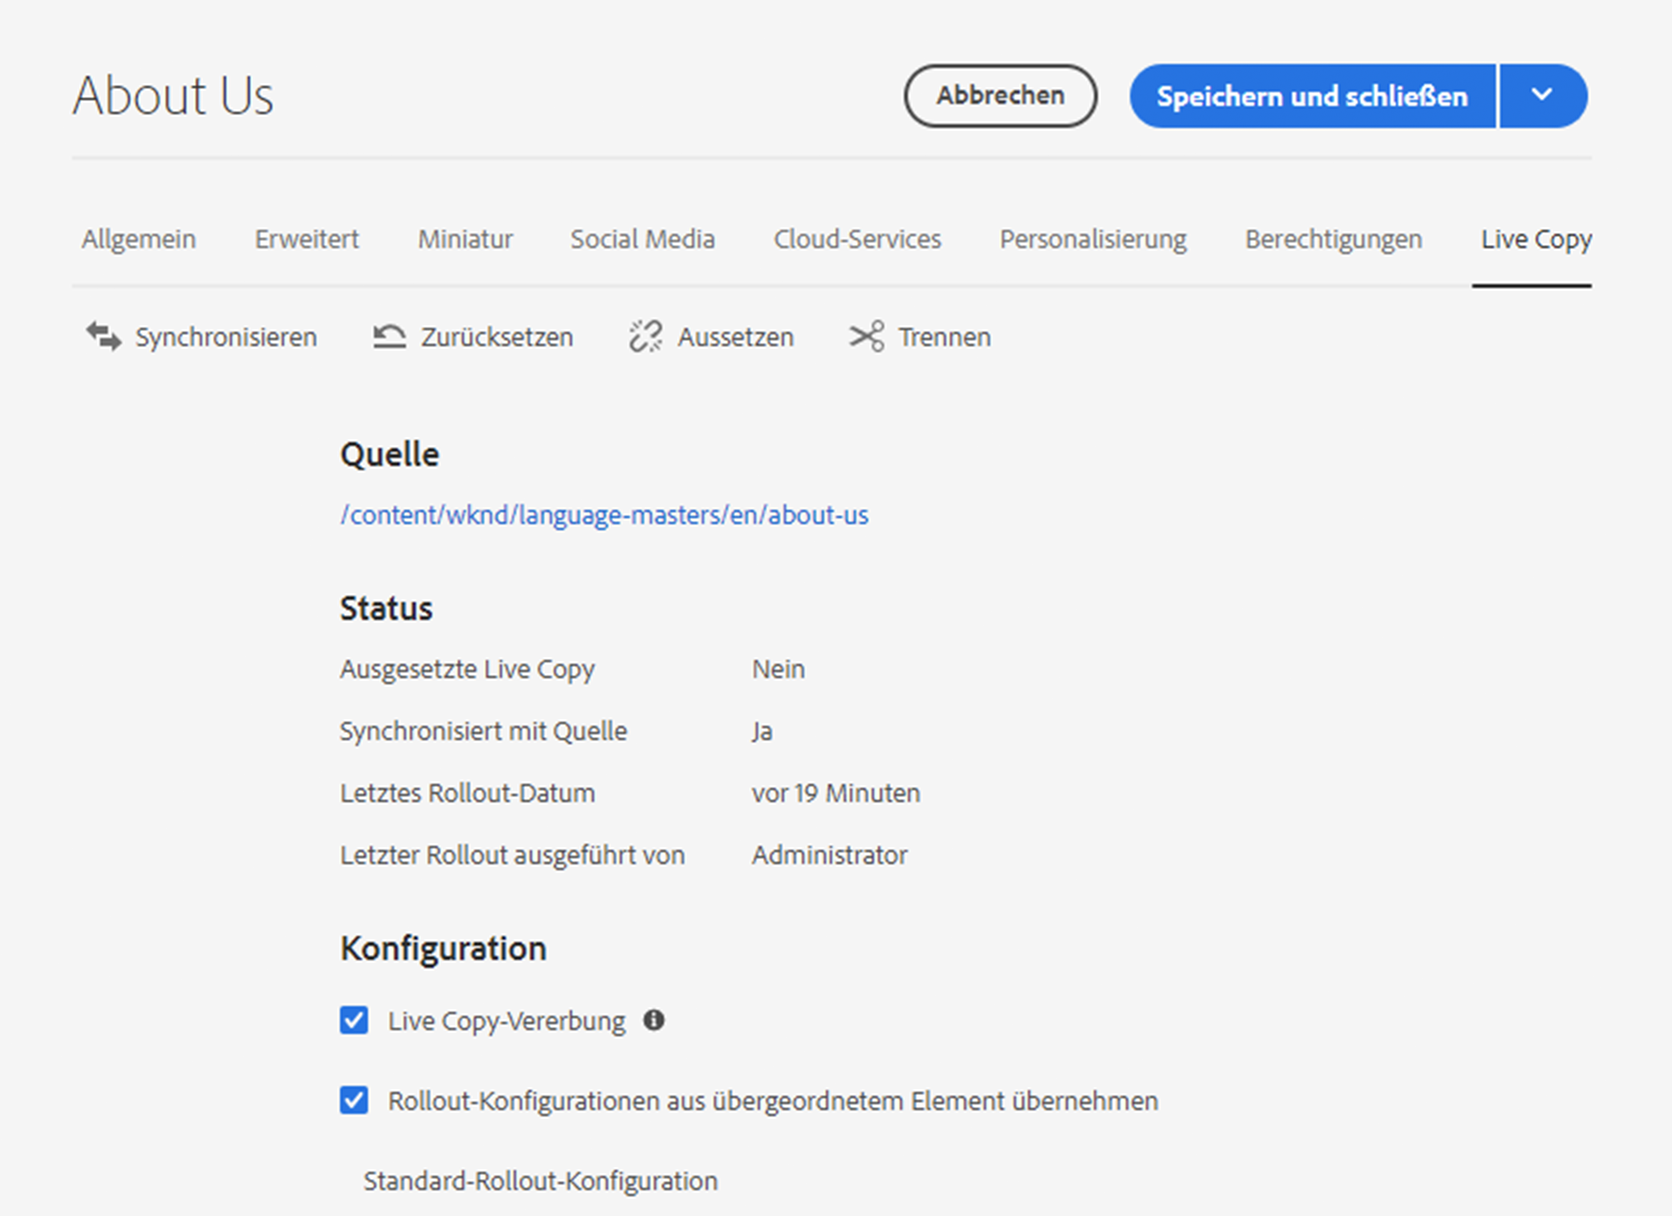 About Us
Abbrechen
Speichern und schließen
Allgemein Erweitert Miniatur Social Media Cloud-Services Personalisierung Berechtigungen Live Copy
Synchronisieren Zurücksetzen Aussetzen Trennen
Quelle
/content/wknd/language-masters/en/about-us
Status
Ausgesetzte Live Copy Nein
Synchronisiert mit Quelle Ja
Letztes Rollout-Datum vor 19 Minuten
Letzter Rollout ausgeführt von Administrator
Konfiguration
Live Copy-Vererbung
Rollout-Konfigurationen aus übergeordnetem Element übernehmen
Standard-Rollout-Konfiguration